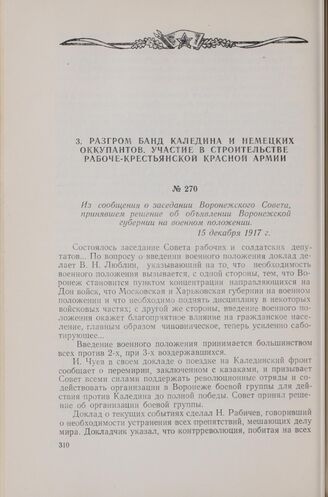 3. РАЗГРОМ БАНД КАЛЕДИНА И НЕМЕЦКИХ
ОККУПАНТОВ. УЧАСТИЕ В СТРОИТЕЛЬСТВЕ
РАБОЧЕ-КРЕСТЬЯНСКОЙ КРАСНОЙ АРМИИ
№ 270
Из сообщения о заседании Воронежского Совета,
принявшем решение об объявлении Воронежской
губернии на военном положении.
15 декабря 1917 г.
Состоялось заседание Совета рабочих и солдатских депу-
татов... По вопросу о введении военного положения доклад де-
лает В. Н. Люблин, указывающий на то, что необходимость
военного положения вызывается, с одной стороны, тем, что Во-
ронеж становится пунктом концентрации направляющихся на
Дон войск, что Московская и Харьковская губернии на военном
положении и что необходимо поднять дисциплину в некоторых
войсковых частях; с другой же стороны, введение военного по-
ложения окажет благотворное влияние на гражданское насе-
ление, главным образом чиновническое, теперь усиленно сабо-
тирующее...
Введение военного положения принимается большинством
всех против 2-х, при 3-х воздержавшихся.
И. Чуев в своем докладе о поездке на Калединский фронт
сообщает о перемирии, заключенном с казаками, и призывает
Совет всеми силами поддержать революционные отряды и со-
действовать организации в Воронеже боевой группы для дей-
ствия против Каледина до полной победы. Совет принял реше-
ние об организации боевой группы.
Доклад о текущих событиях сделал Н. Рабичев, говоривший
о необходимости устранения всех препятствий, мешающих делу
мира. Докладчик указал, что контрреволюция, побитая на всех
310